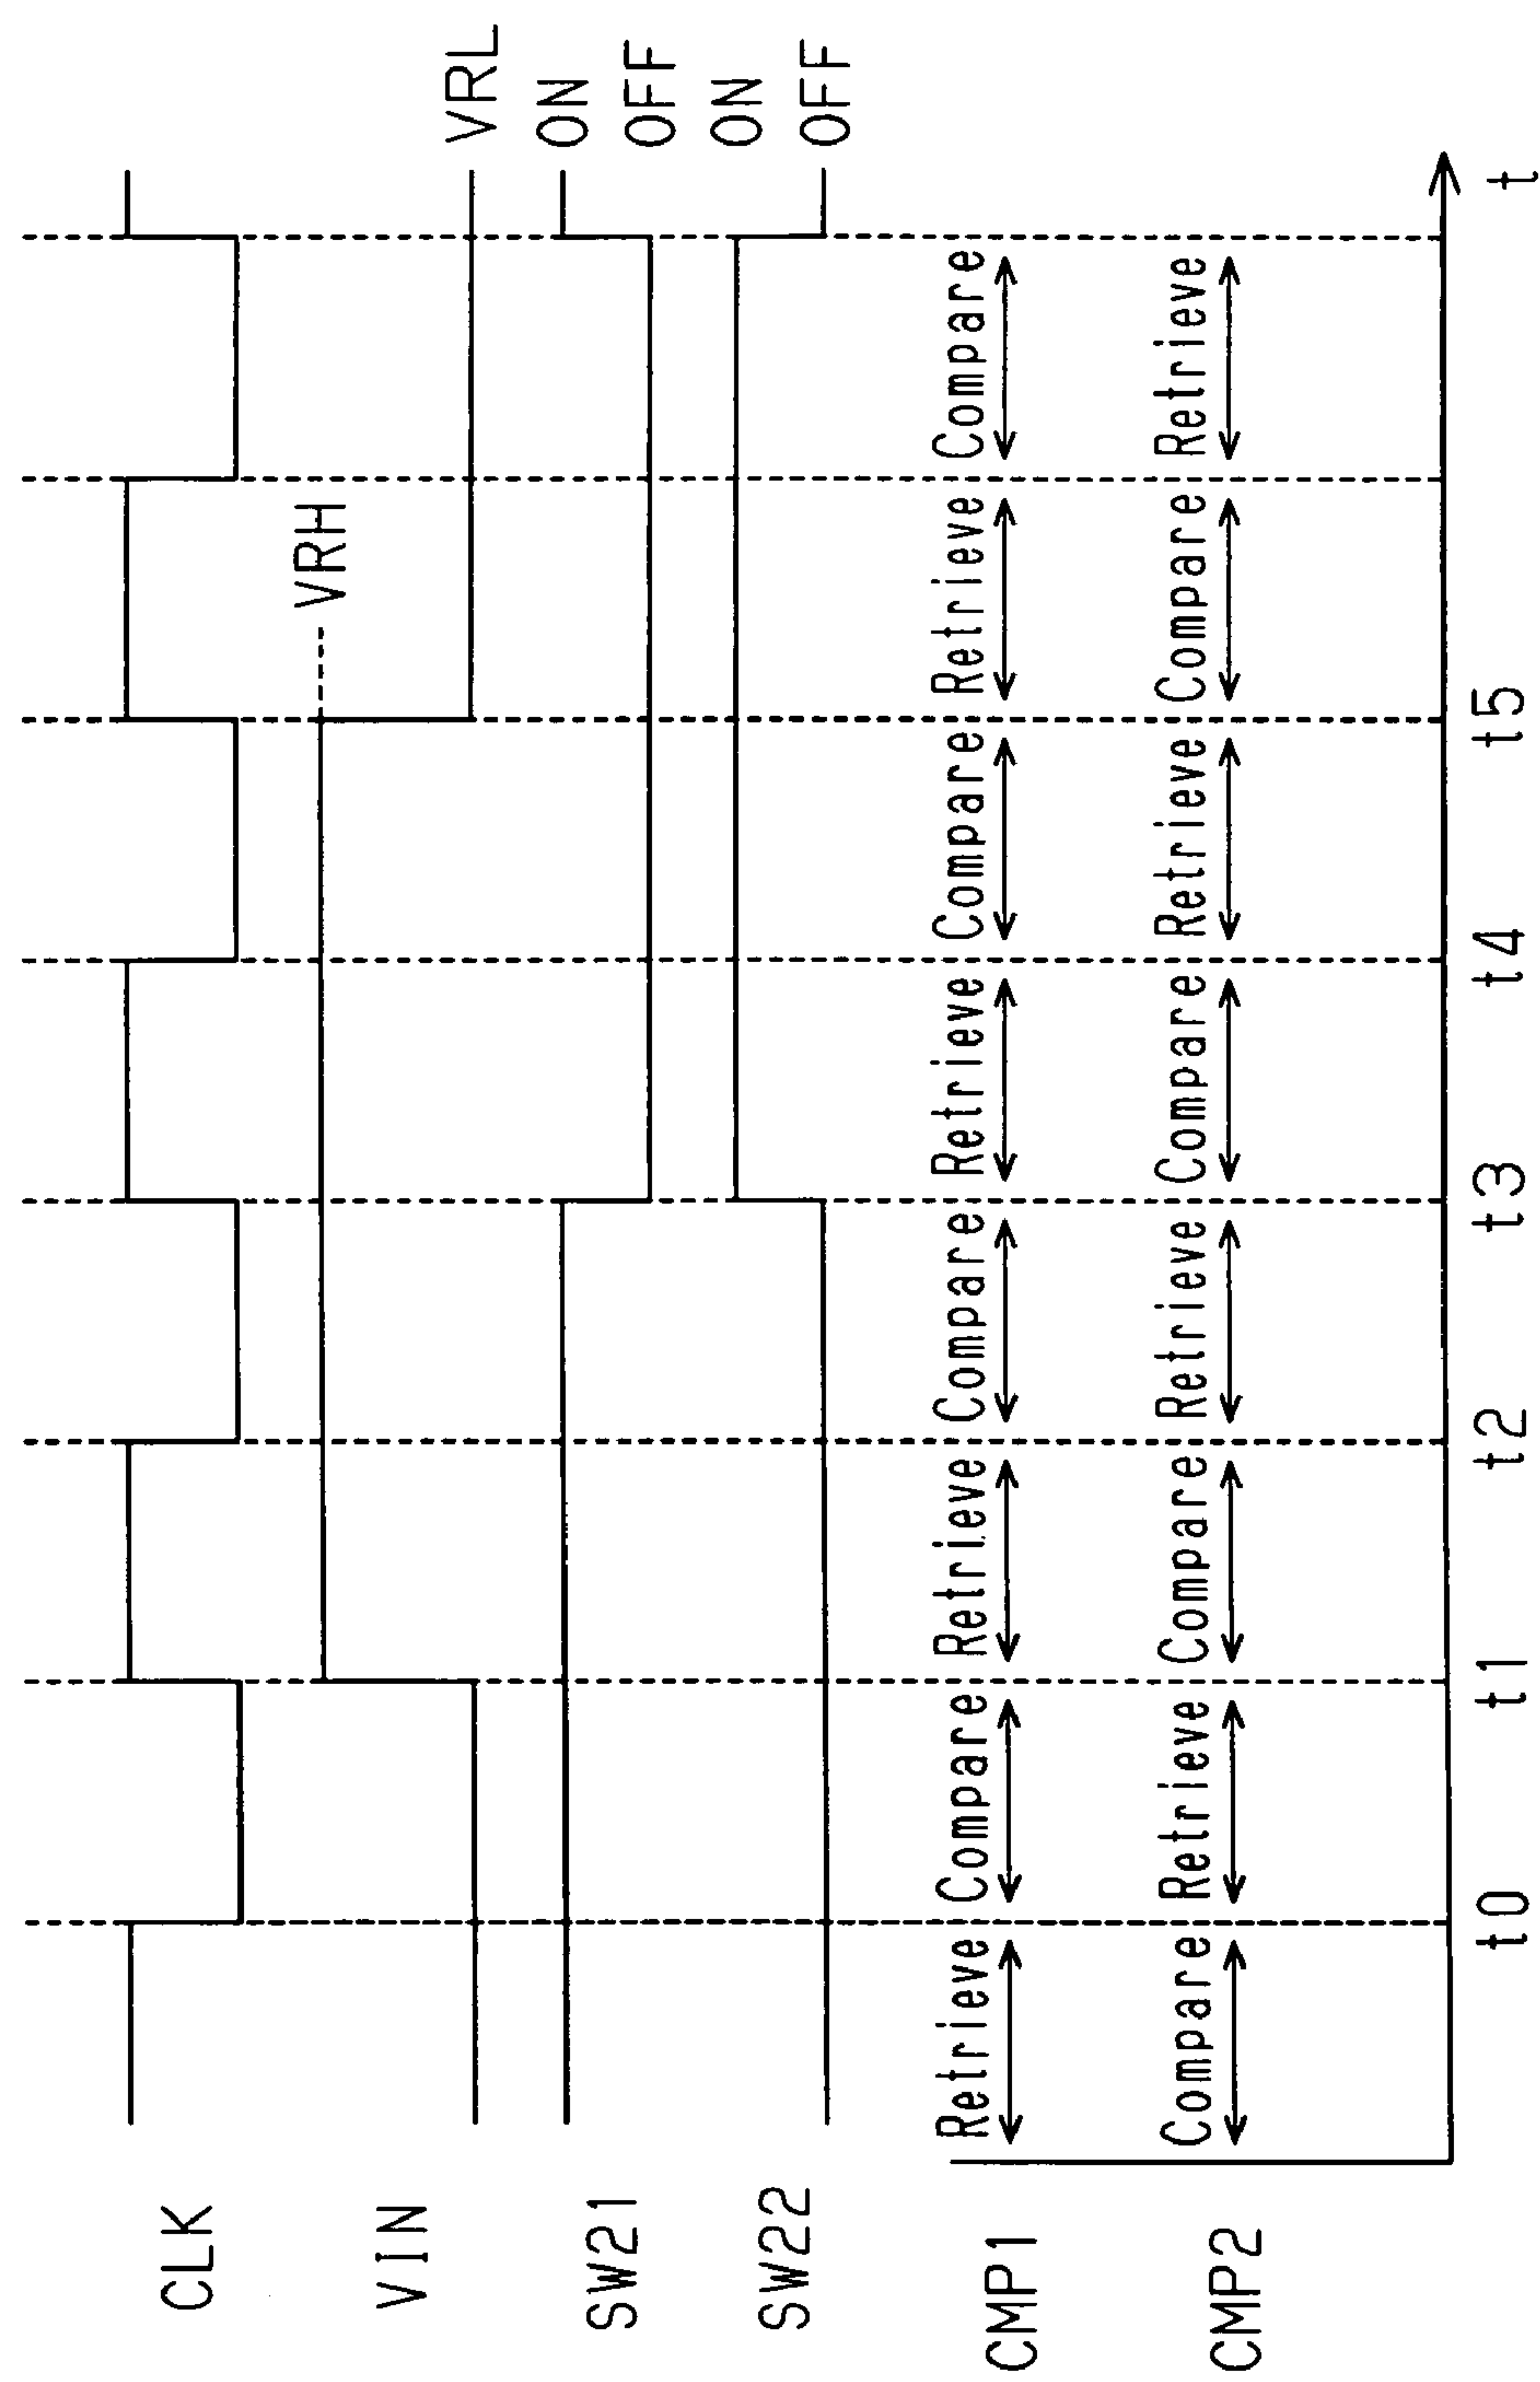 CLK
VIN
VRH
VRL
SW21
ON
OFF
SW22
ON
OFF
CMP1 Retrieve Compare Retrieve Compare Retrieve Compare Retrieve Compare
CMP2 Compare Retrieve Compare Retrieve Compare Retrieve Compare Retrieve
t0 t1 t2 t3 t4 t5 t